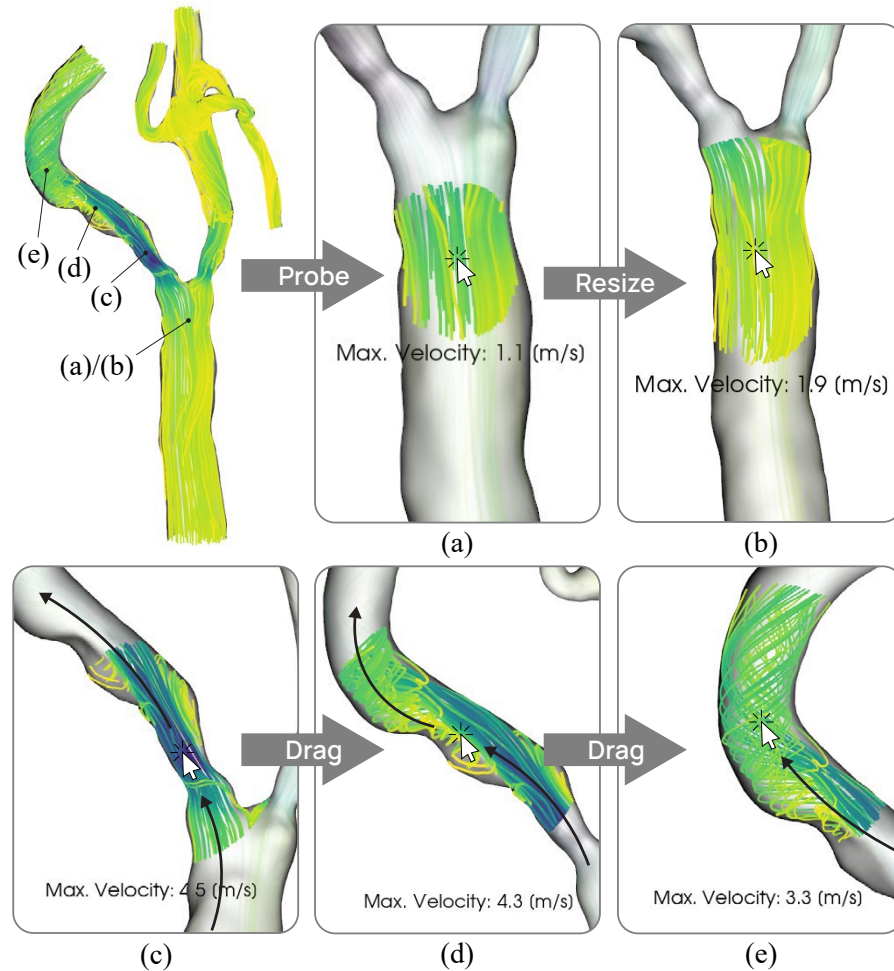 (e)
(d)
(c)
(a)/(b)
Probe
Resize
Max. Velocity: 1.1 (m/s)
Max. Velocity: 1.9 (m/s)
(a)
(b)
Drag
Drag
Max. Velocity: 4.5 (m/s)
Max. Velocity: 4.3 (m/s)
Max. Velocity: 3.3 (m/s)
(c)
(d)
(e)